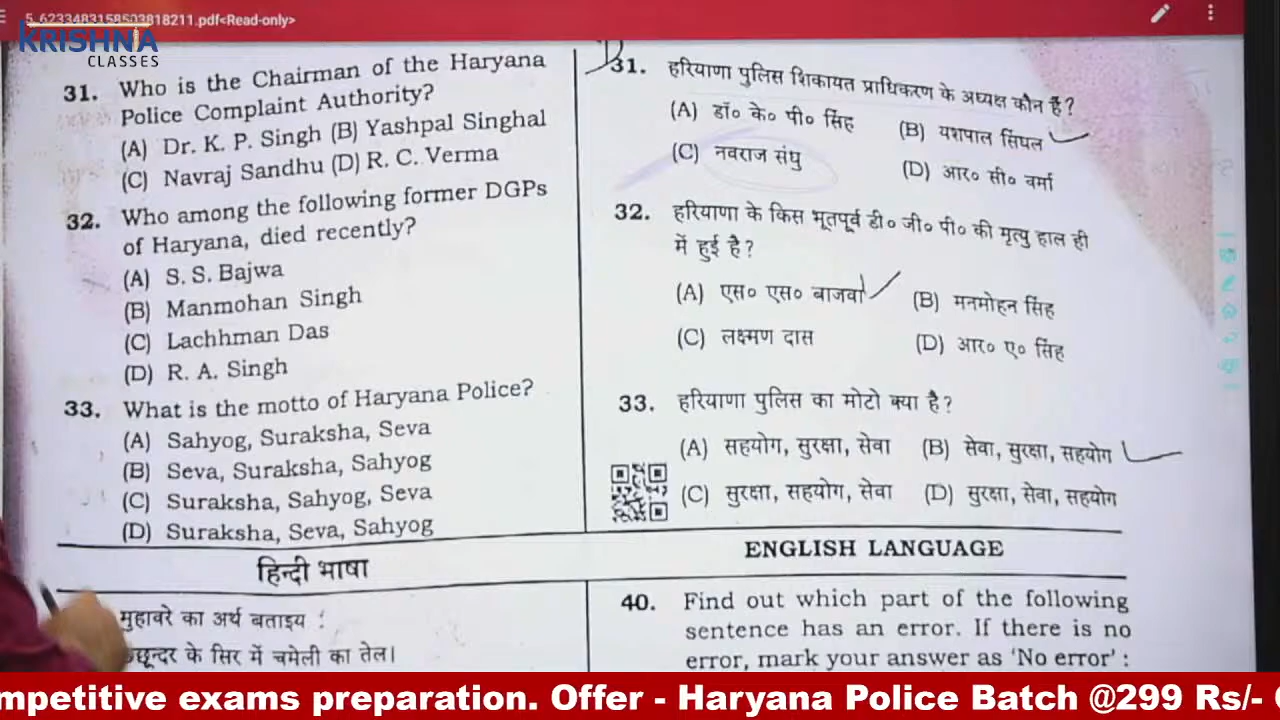 5_6233483158503818211.pdf<Read-only>
KRISHNA
CLASSES
31. Who is the Chairman of the Haryana
Police Complaint Authority?
(A) Dr. K. P. Singh (B) Yashpal Singhal
(C) Navraj Sandhu (D) R. C. Verma
32. Who among the following former DGPs
of Haryana, died recently?
(A) S. S. Bajwa
(B) Manmohan Singh
(C) Lachhman Das
(D) R. A. Singh
33. What is the motto of Haryana Police?
(A) Sahyog, Suraksha, Seva
(B) Seva, Suraksha, Sahyog
(C) Suraksha, Sahyog, Seva
(D) Suraksha, Seva, Sahyog
हिन्दी भाषा
मुहावरे का अर्थ बताइय :
के सिर में चमेली का तेल।
31. हरियाणा पुलिस शिकायत प्राधिकरण के अध्यक्ष कौन है?
(A) डॉ० के० पी० सिंह (B) यशपाल सिंघल
(C) नवराज संधु (D) आर० सी० वर्मा
32. हरियाणा के किस भूतपूर्व डी० जी० पी० की मृत्यु हाल ही
में हुई है?
(A) एस० एस० बाजवा (B) मनमोहन सिंह
(C) लक्ष्मण दास (D) आर० ए० सिंह
33. हरियाणा पुलिस का मोटो क्या है?
(A) सहयोग, सुरक्षा, सेवा (B) सेवा, सुरक्षा, सहयोग
(C) सुरक्षा, सहयोग, सेवा (D) सुरक्षा, सेवा, सहयोग
ENGLISH LANGUAGE
40. Find out which part of the following
sentence has an error. If there is no
error, mark your answer as 'No error' :
mpetitive exams preparation. Offer - Haryana Police Batch @299 Rs/-